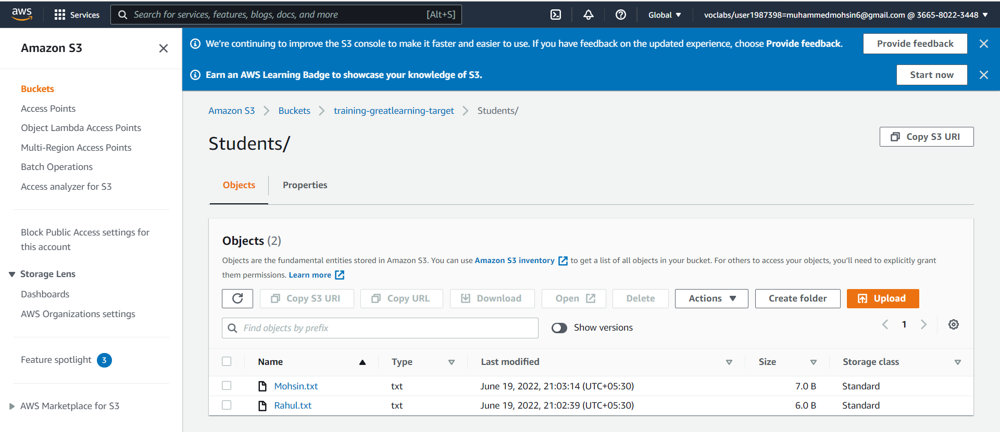 aws
Services
Search for services, features, blogs, docs, and more [Alt+S]
Global
voclabs/user1987398=muhammedmohsin6@gmail.com @ 3665-8022-3448
Amazon S3
Buckets
Access Points
Object Lambda Access Points
Multi-Region Access Points
Batch Operations
Access analyzer for S3
Block Public Access settings for
this account
Storage Lens
Dashboards
AWS Organizations settings
Feature spotlight 3
AWS Marketplace for S3
We're continuing to improve the S3 console to make it faster and easier to use. If you have feedback on the updated experience, choose Provide feedback.
Provide feedback
Earn an AWS Learning Badge to showcase your knowledge of S3.
Start now
Amazon S3 > Buckets > training-greatlearning-target > Students/
Students/
Copy S3 URI
Objects
Properties
Objects (2)
Objects are the fundamental entities stored in Amazon S3. You can use Amazon S3 inventory to get a list of all objects in your bucket. For others to access your objects, you'll need to explicitly grant
them permissions. Learn more
Copy S3 URI
Copy URL
Download
Open
Delete
Actions
Create folder
Upload
Find objects by prefix
Show versions
1
Name Type Last modified Size Storage class
Mohsin.txt txt June 19, 2022, 21:03:14 (UTC+05:30) 7.0 B Standard
Rahul.txt txt June 19, 2022, 21:02:39 (UTC+05:30) 6.0 B Standard